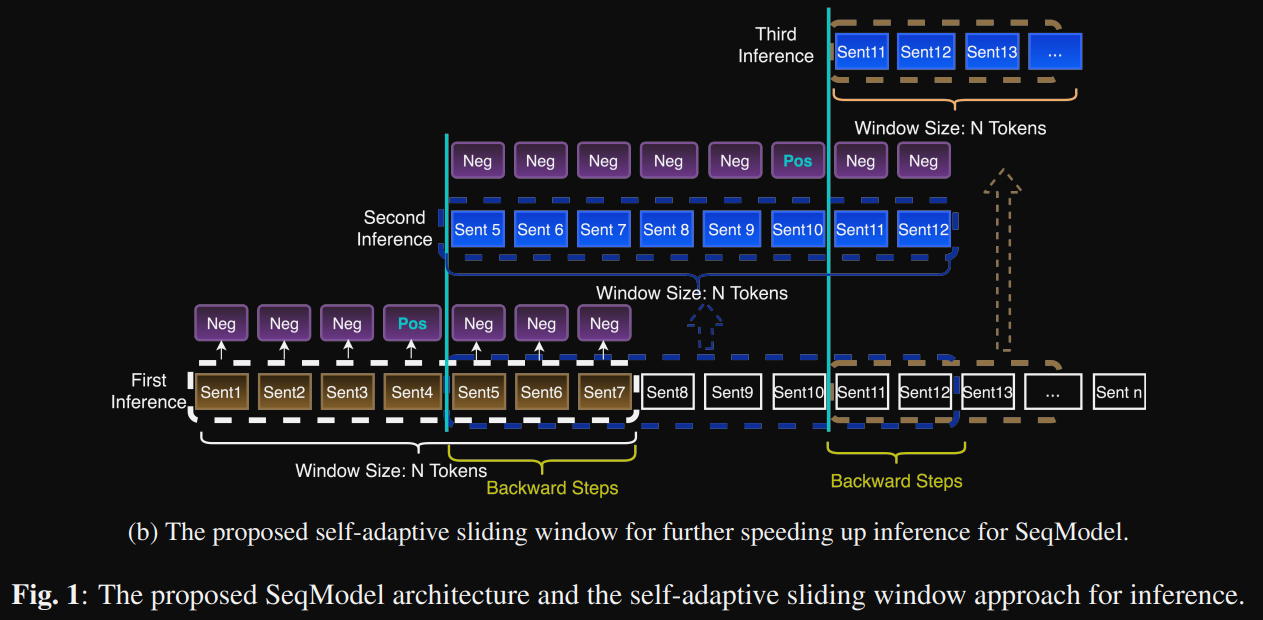 Third
Inference
Sent11 Sent12 Sent13 ...
Window Size: N Tokens
Neg Neg Neg Neg Neg Pos Neg Neg
Second
Inference
Sent 5 Sent 6 Sent 7 Sent 8 Sent 9 Sent10 Sent11 Sent12
Window Size: N Tokens
Neg Neg Neg Pos Neg Neg Neg
First
Inference
Sent1 Sent2 Sent3 Sent4 Sent5 Sent6 Sent7 Sent8 Sent9 Sent10 Sent11 Sent12 Sent13 ... Sent n
Window Size: N Tokens
Backward Steps
Backward Steps
(b) The proposed self-adaptive sliding window for further speeding up inference for SeqModel.
Fig. 1: The proposed SeqModel architecture and the self-adaptive sliding window approach for inference.